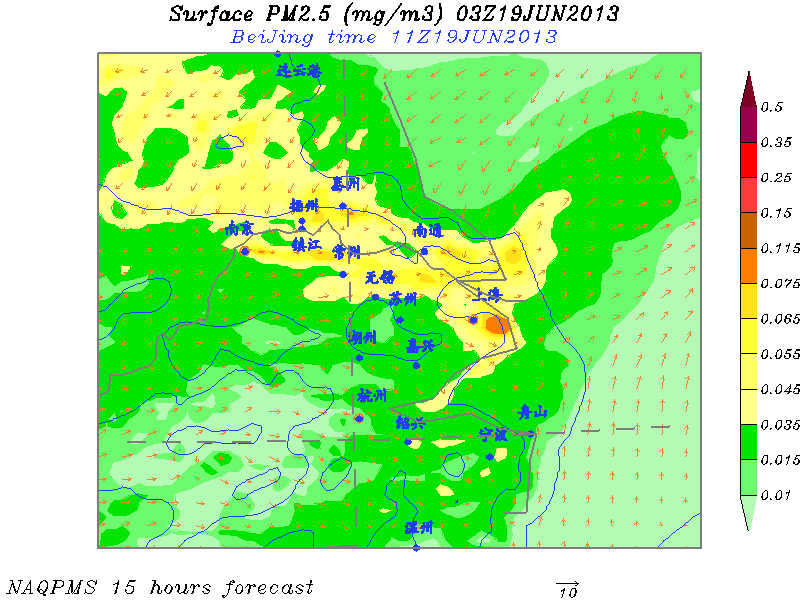 Surface PM2.5 (mg/m3) 03Z19JUN2013
BeiJing time 11Z19JUN2013
连云港
0.5
0.35
0.25
0.15
0.115
0.075
0.065
0.055
0.045
0.035
0.015
0.01
扬州
南京
镇江
常州
南通
无锡
苏州
上海
湖州
嘉兴
杭州
绍兴
舟山
宁波
温州
NAQPMS 15 hours forecast
10